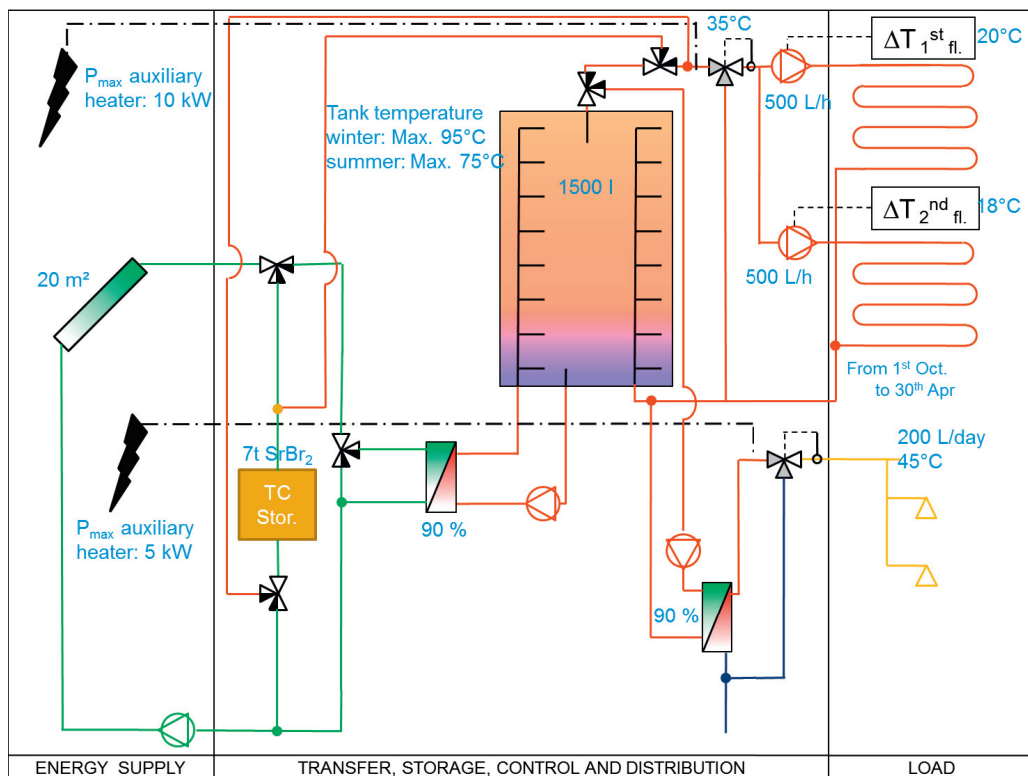 35°C
ΔT 1st fl.
20°C
500 L/h
Pmax auxiliary
heater: 10 kW
Tank temperature
winter: Max. 95°C
summer: Max. 75°C
1500 l
ΔT 2nd fl.
18°C
500 L/h
20 m²
From 1st Oct.
to 30th Apr
7t SrBr2
TC
Stor.
90 %
200 L/day
45°C
Pmax auxiliary
heater: 5 kW
90 %
ENERGY SUPPLY
TRANSFER, STORAGE, CONTROL AND DISTRIBUTION
LOAD